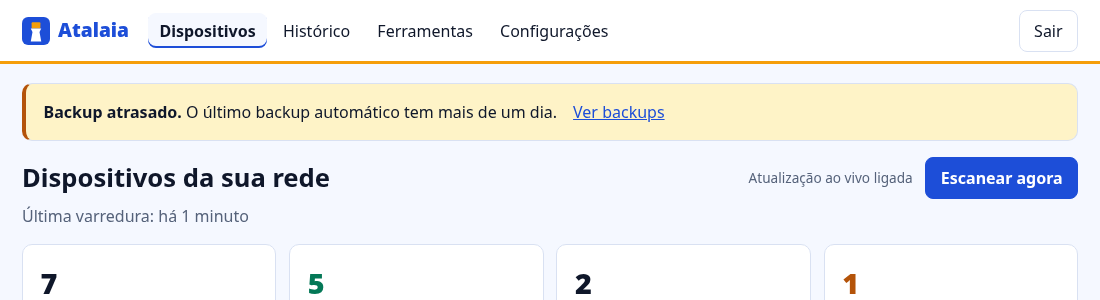 Atalaia Dispositivos Histórico Ferramentas Configurações Sair
Backup atrasado. O último backup automático tem mais de um dia. Ver backups
Dispositivos da sua rede Atualização ao vivo ligada Escanear agora
Última varredura: há 1 minuto
7 5 2 1